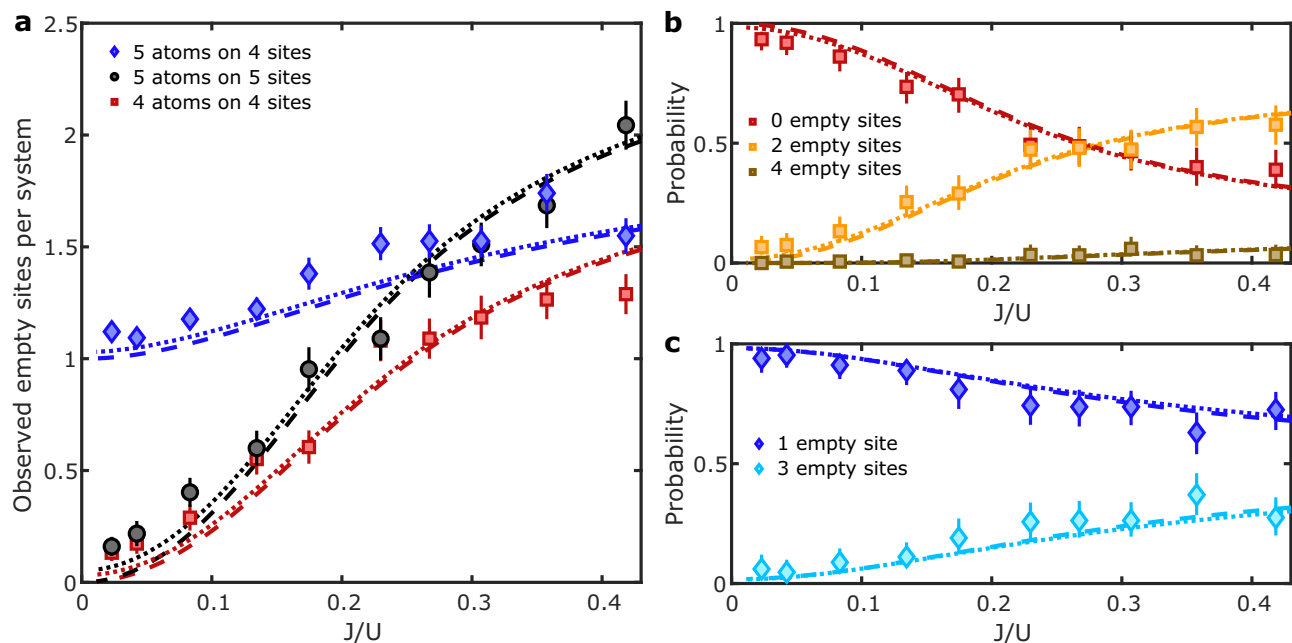 a
2.5
2
1.5
1
0.5
0
Observed empty sites per system
5 atoms on 4 sites
5 atoms on 5 sites
4 atoms on 4 sites
0
0.1
0.2
0.3
0.4
J/U
b
1
0.5
0
Probability
0 empty sites
2 empty sites
4 empty sites
0
0.1
0.2
0.3
0.4
J/U
c
1
0.5
0
Probability
1 empty site
3 empty sites
0
0.1
0.2
0.3
0.4
J/U